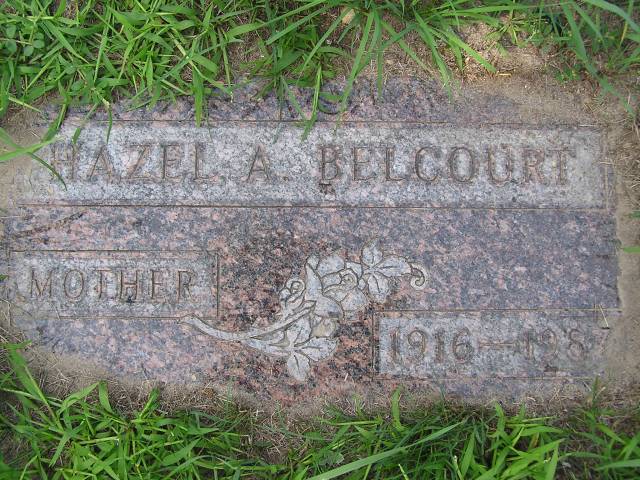 HAZEL A. BELCOURT
MOTHER
1916—